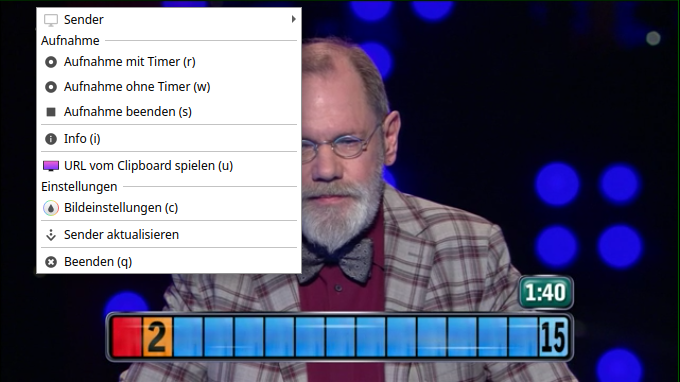 Sender
Aufnahme
Aufnahme mit Timer (r)
Aufnahme ohne Timer (w)
Aufnahme beenden (s)
Info (i)
URL vom Clipboard spielen (u)
Einstellungen
Bildeinstellungen (c)
Sender aktualisieren
Beenden (q)
1:40
2
15